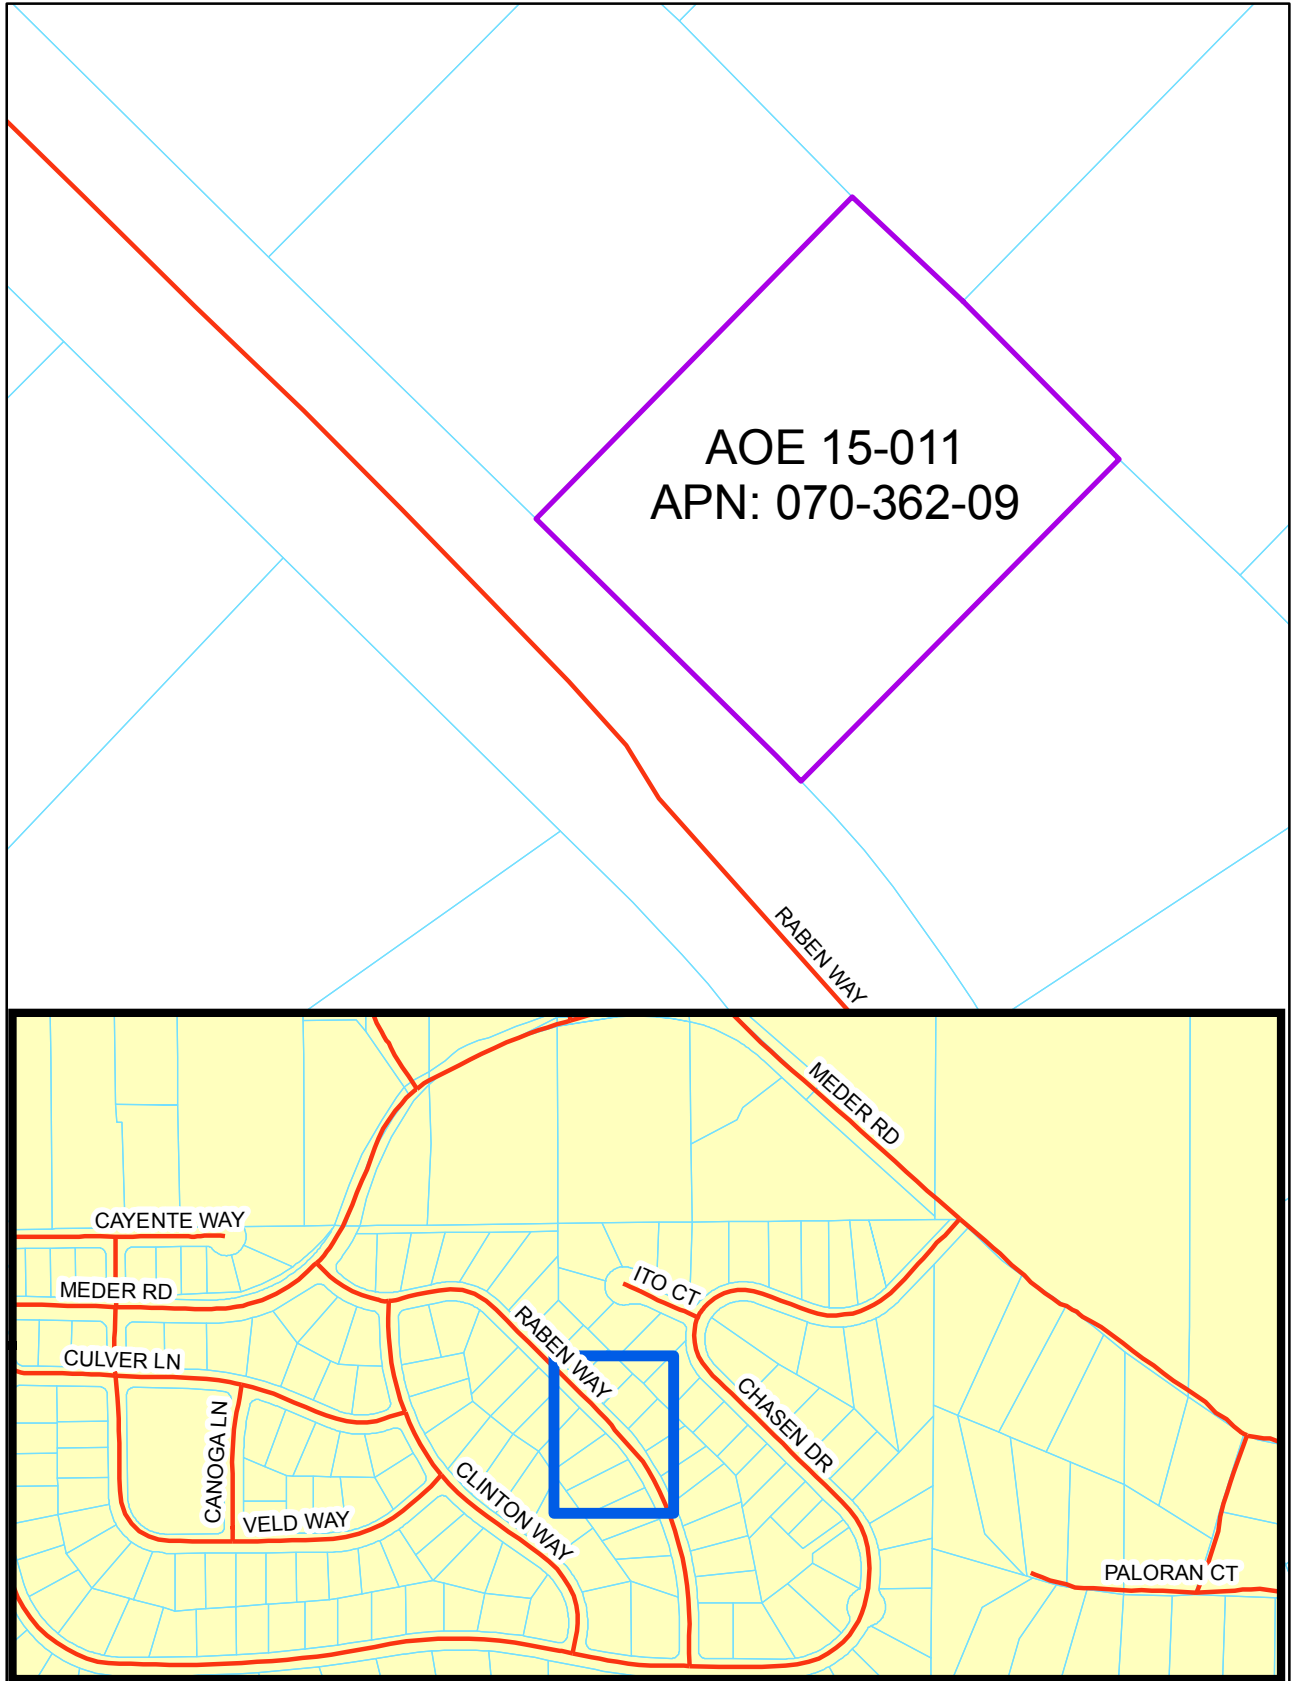 AOE 15-011
APN: 070-362-09
RABEN WAY
MEDER RD
CAYENTE WAY
ITO CT
MEDER RD
RABEN WAY
CULVER LN
CHASEN DR
CANOGA LN
CLINTON WAY
VELD WAY
PALORAN CT